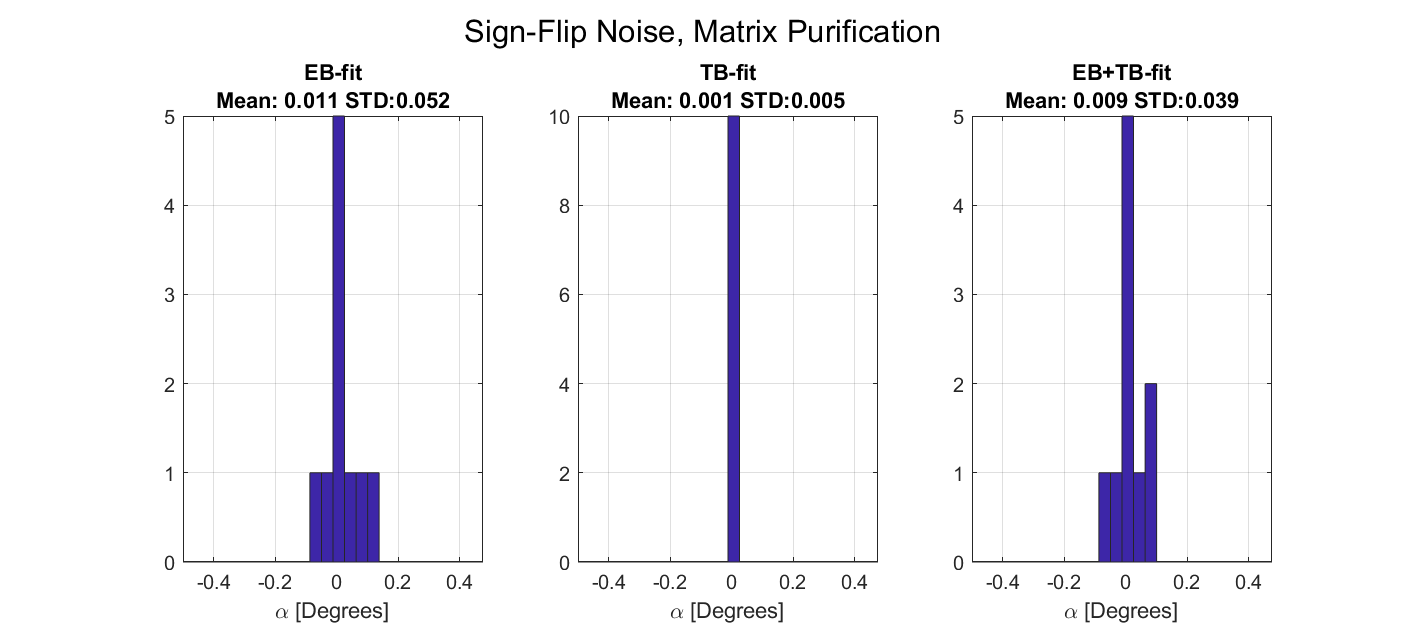 Sign-Flip Noise, Matrix Purification
EB-fit
Mean: 0.011 STD:0.052
5
4
3
2
1
0
-0.4 -0.2 0 0.2 0.4
α [Degrees]
TB-fit
Mean: 0.001 STD:0.005
10
8
6
4
2
0
-0.4 -0.2 0 0.2 0.4
α [Degrees]
EB+TB-fit
Mean: 0.009 STD:0.039
5
4
3
2
1
0
-0.4 -0.2 0 0.2 0.4
α [Degrees]